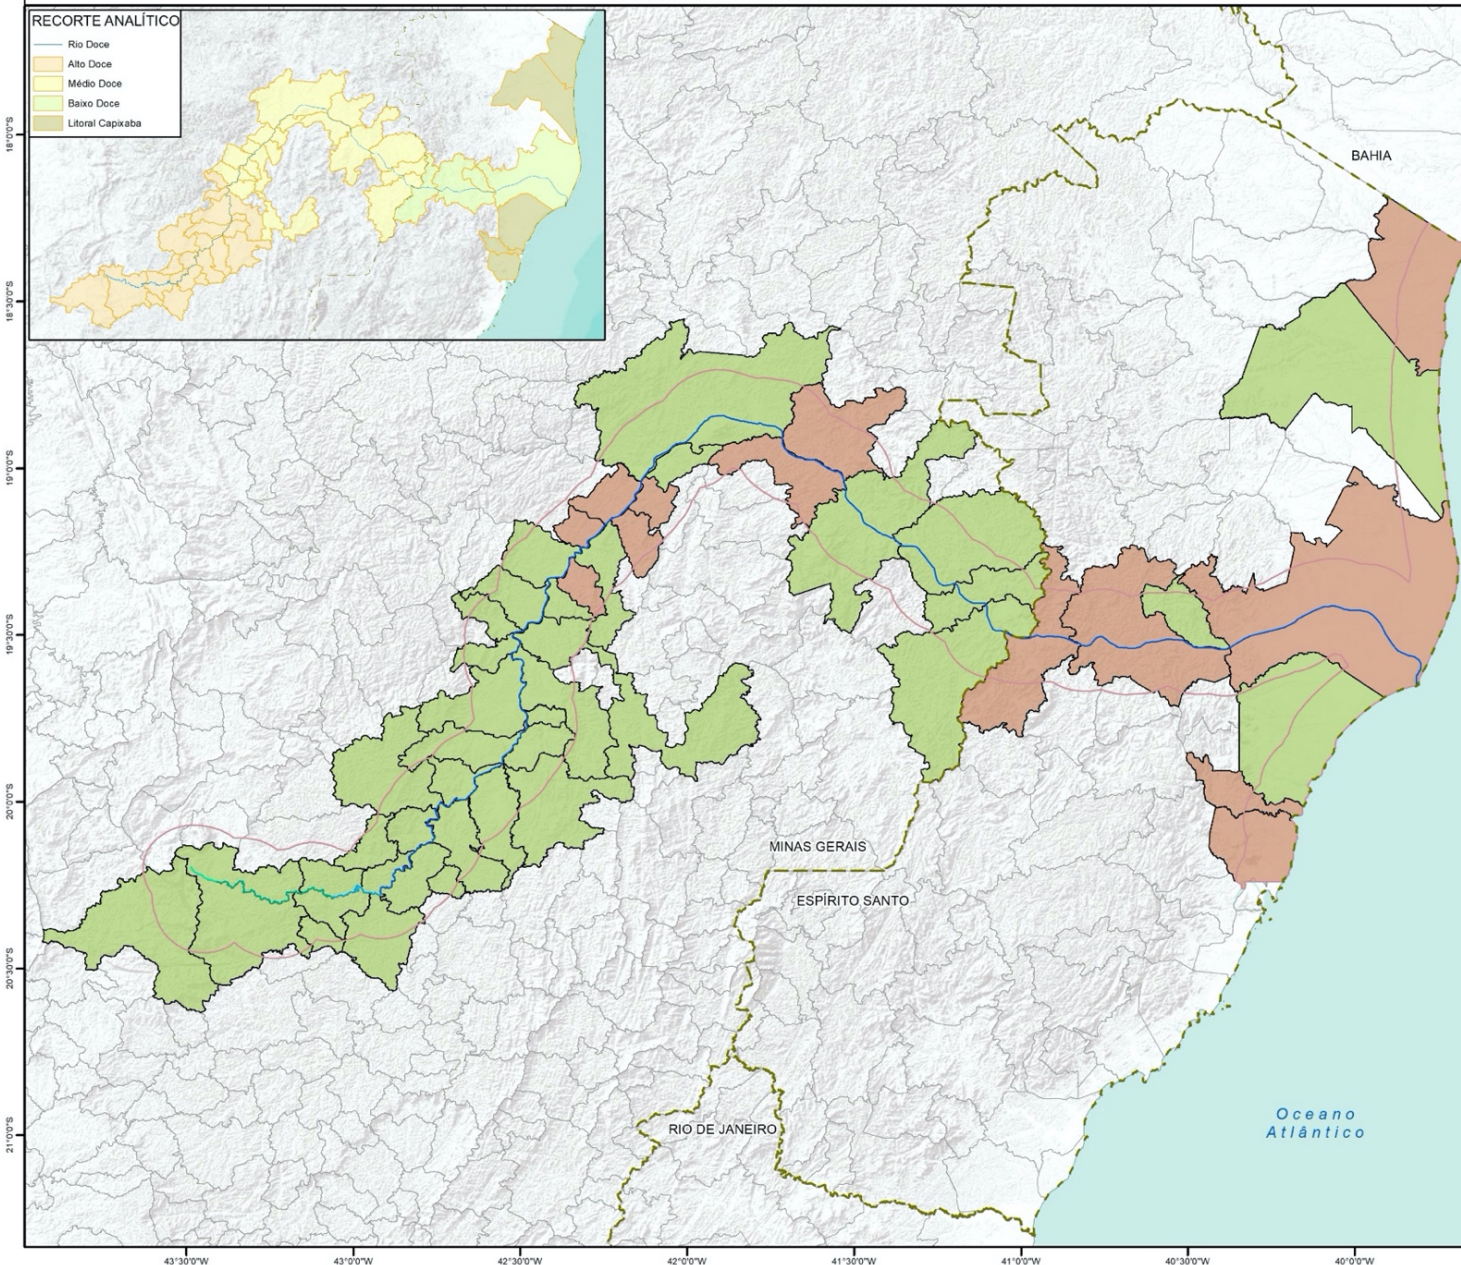 RECORTE ANALÍTICO
Rio Doce
Alto Doce
Médio Doce
Baixo Doce
Litoral Capixaba
BAHIA
MINAS GERAIS
ESPÍRITO SANTO
RIO DE JANEIRO
Oceano
Atlântico
18°0'0"S
18°30'0"S
19°0'0"S
19°30'0"S
20°0'0"S
20°30'0"S
21°0'0"S
43°30'0"W
43°0'0"W
42°30'0"W
42°0'0"W
41°30'0"W
41°0'0"W
40°30'0"W
40°0'0"W